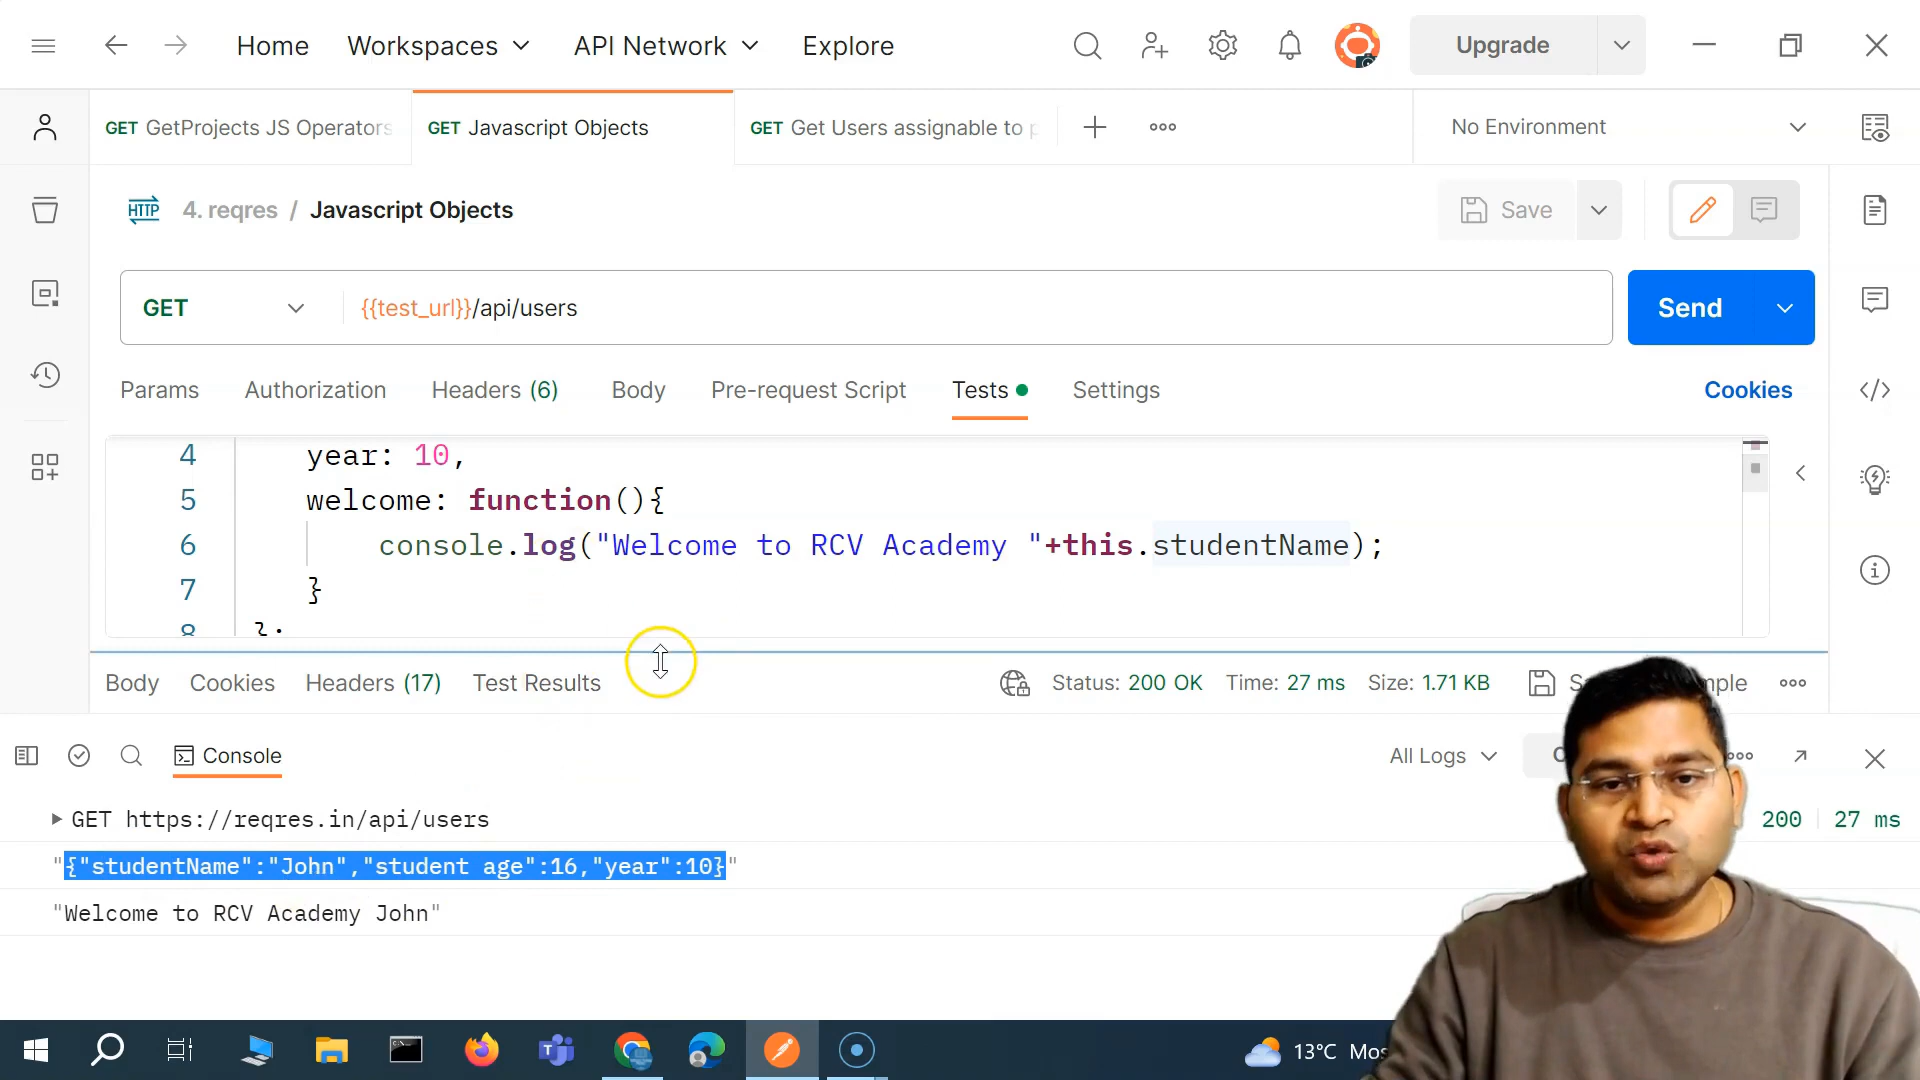 Home Workspaces API Network Explore Upgrade
GET GetProjects JS Operators GET Javascript Objects GET Get Users assignable to p No Environment
HTTP 4. reqres / Javascript Objects Save
GET {{test_url}}/api/users Send
Params Authorization Headers (6) Body Pre-request Script Tests Settings Cookies
4 year: 10,
5 welcome: function(){
6 console.log("Welcome to RCV Academy "+this.studentName);
7 }
8 };
Body Cookies Headers (17) Test Results Status: 200 OK Time: 27 ms Size: 1.71 KB
Console All Logs
GET https://reqres.in/api/users 200 27 ms
"{"studentName":"John","student age":16,"year":10}"
"Welcome to RCV Academy John"
13°C